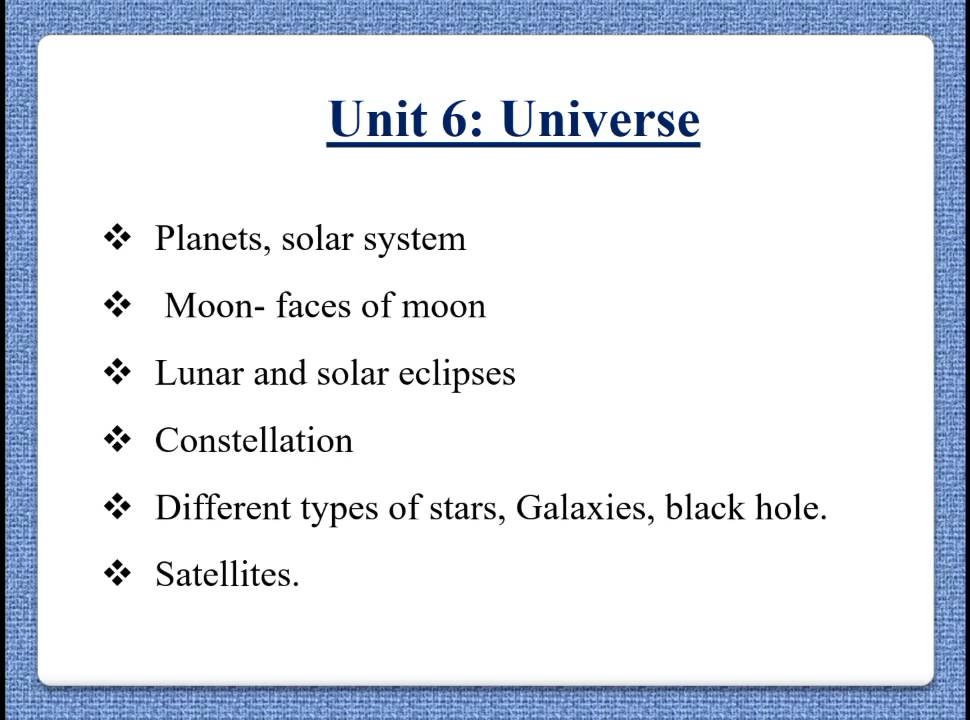 Unit 6: Universe
❖ Planets, solar system
❖ Moon- faces of moon
❖ Lunar and solar eclipses
❖ Constellation
❖ Different types of stars, Galaxies, black hole.
❖ Satellites.